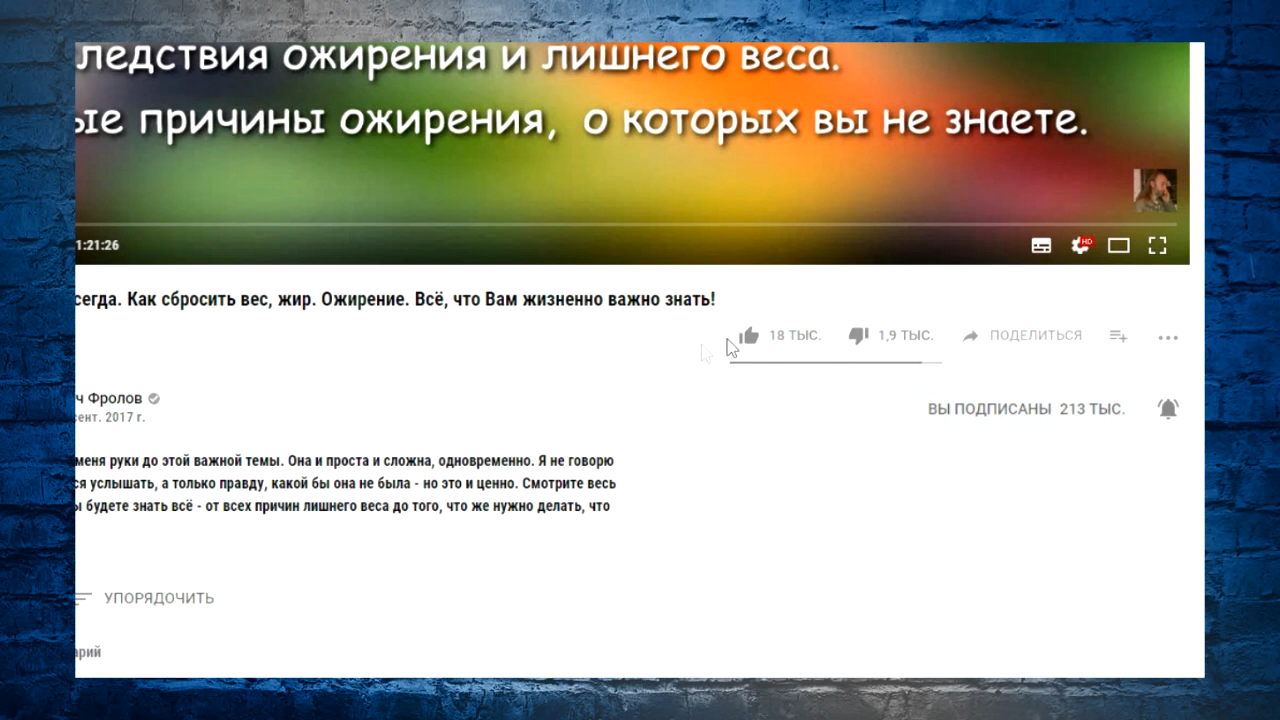 ледствия ожирения и лишнего веса.
ые причины ожирения, о которых вы не знаете.
1:21:26
HD
сегда. Как сбросить вес, жир. Ожирение. Всё, что Вам жизненно важно знать!
18 ТЫС. 1,9 ТЫС. ПОДЕЛИТЬСЯ
ч Фролов
сент. 2017 г.
ВЫ ПОДПИСАНЫ 213 ТЫС.
меня руки до этой важной темы. Она и проста и сложна, одновременно. Я не говорю
ся услышать, а только правду, какой бы она не была - но это и ценно. Смотрите весь
ы будете знать всё - от всех причин лишнего веса до того, что же нужно делать, что
УПОРЯДОЧИТЬ
арий